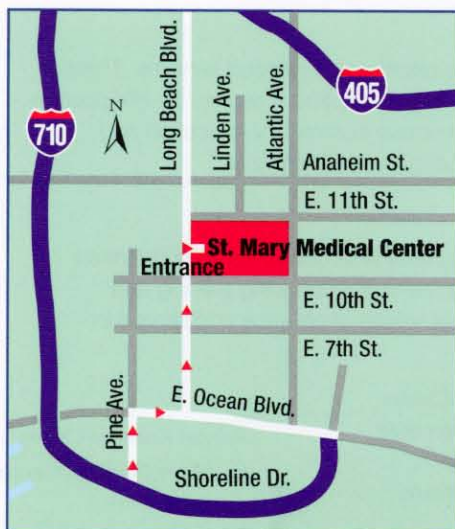 405
710
N
Long Beach Blvd.
Linden Ave.
Atlantic Ave.
Anaheim St.
E. 11th St.
St. Mary Medical Center
Entrance
E. 10th St.
E. 7th St.
E. Ocean Blvd.
Pine Ave.
Shoreline Dr.